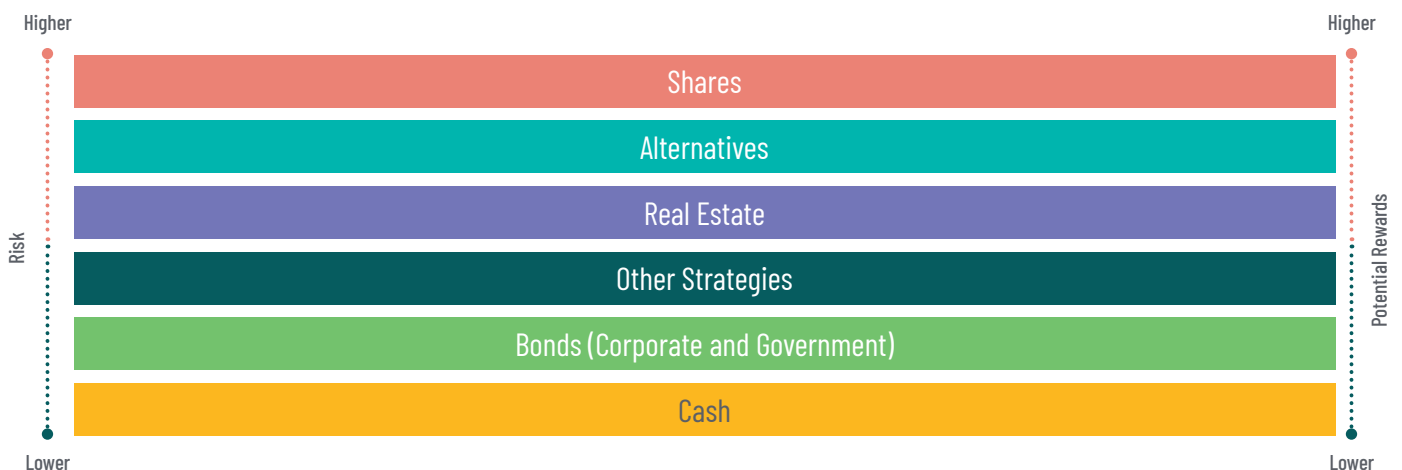 Higher
Higher
Shares
Alternatives
Real Estate
Risk
Potential Rewards
Other Strategies
Bonds (Corporate and Government)
Cash
Lower
Lower